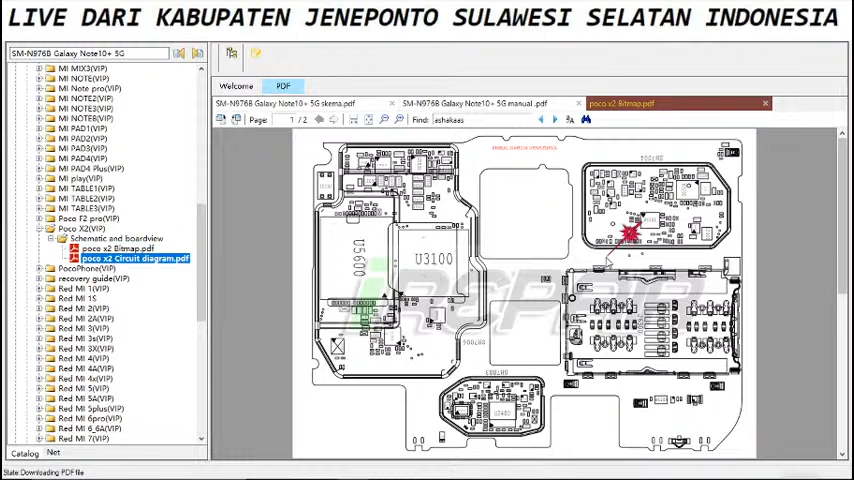 LIVE DARI KABUPATEN JENEPONTO SULAWESI SELATAN INDONESIA
SM-N976B Galaxy Note10+ 5G
Welcome
PDF
SM-N976B Galaxy Note10+ 5G skema.pdf
SM-N976B Galaxy Note10+ 5G manual .pdf
poco x2 Bitmap.pdf
Page: 1 / 2
Find: ashakaas
MI MIX3(VIP)
MI NOTE(VIP)
MI Note pro(VIP)
MI NOTE2(VIP)
MI NOTE3(VIP)
MI NOTE8(VIP)
MI PAD1(VIP)
MI PAD2(VIP)
MI PAD3(VIP)
MI PAD4(VIP)
MI PAD4 Plus(VIP)
MI play(VIP)
MI TABLE1(VIP)
MI TABLE2(VIP)
MI TABLE3(VIP)
Poco F2 pro(VIP)
Poco X2(VIP)
Schematic and boardview
poco x2 Bitmap.pdf
poco x2 Circuit diagram.pdf
PocoPhone(VIP)
recovery guide(VIP)
Red MI 1(VIP)
Red MI 1S
Red MI 2(VIP)
Red MI 2A(VIP)
Red MI 3(VIP)
Red MI 3s(VIP)
Red MI 3X(VIP)
Red MI 4(VIP)
Red MI 4A(VIP)
Red MI 4x(VIP)
Red MI 5(VIP)
Red MI 5A(VIP)
Red MI 5plus(VIP)
Red MI 6pro(VIP)
Red MI 6_6A(VIP)
Red MI 7(VIP)
Catalog
Net
State:Downloading PDF file
U5600
U3100
U2400
SH7003